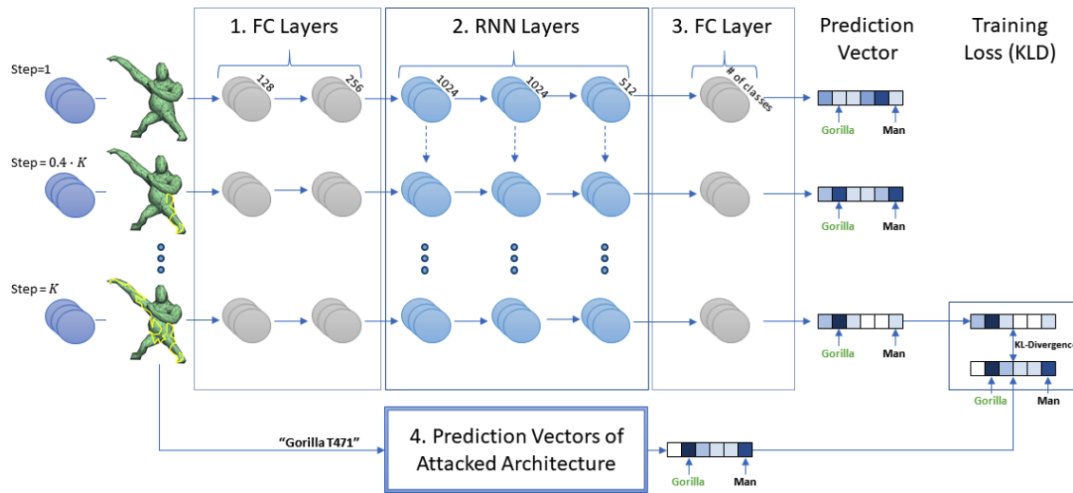 1. FC Layers
2. RNN Layers
3. FC Layer
Prediction
Vector
Training
Loss (KLD)
Step=1
128
256
1024
1024
512
# of classes
Gorilla
Man
Step= 0.4 · K
Gorilla
Man
Step=K
Gorilla
Man
KL-Divergence
Gorilla
Man
"Gorilla T471"
4. Prediction Vectors of
Attacked Architecture
Gorilla
Man